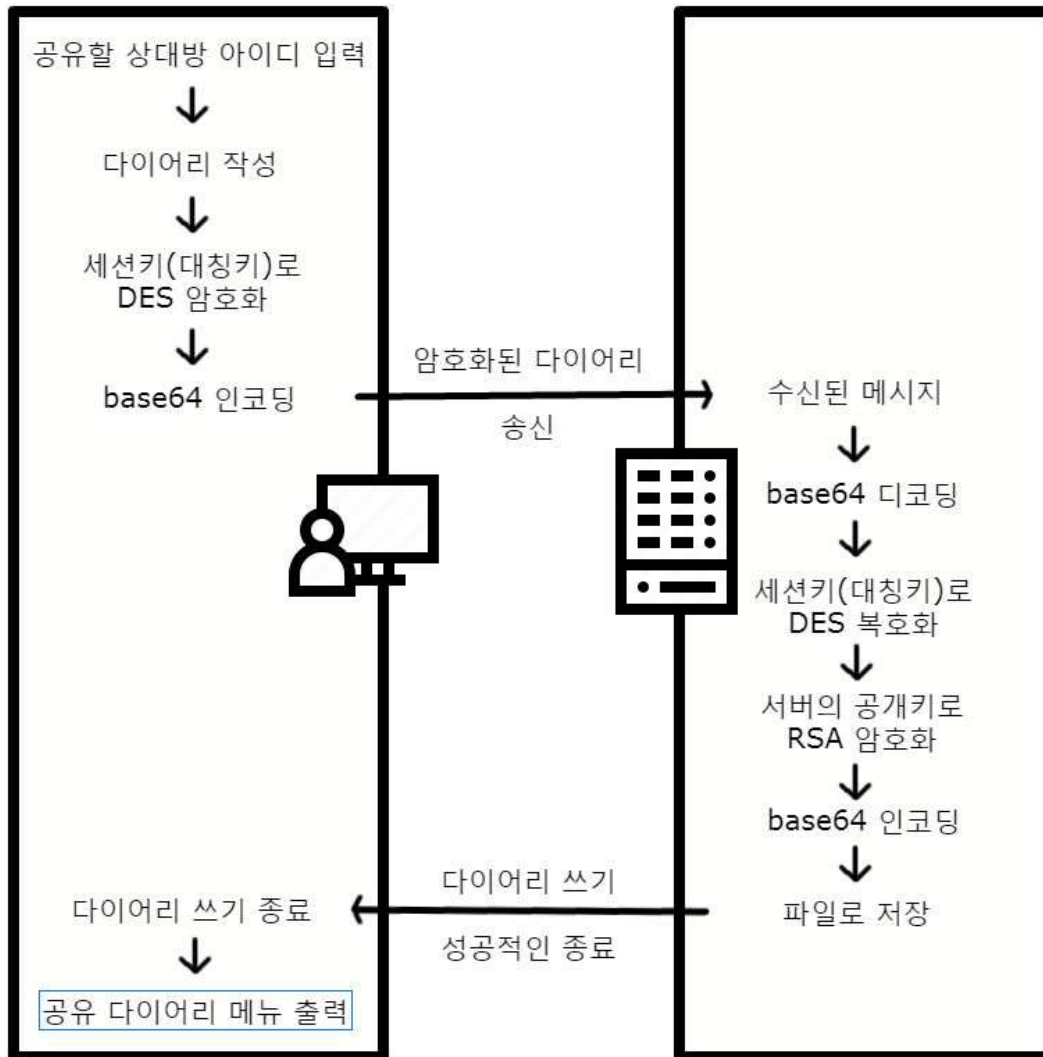 공유할 상대방 아이디 입력
다이어리 작성
세션키(대칭키)로
DES 암호화
base64 인코딩
암호화된 다이어리
송신
수신된 메시지
base64 디코딩
세션키(대칭키)로
DES 복호화
서버의 공개키로
RSA 암호화
base64 인코딩
파일로 저장
다이어리 쓰기
성공적인 종료
다이어리 쓰기 종료
공유 다이어리 메뉴 출력